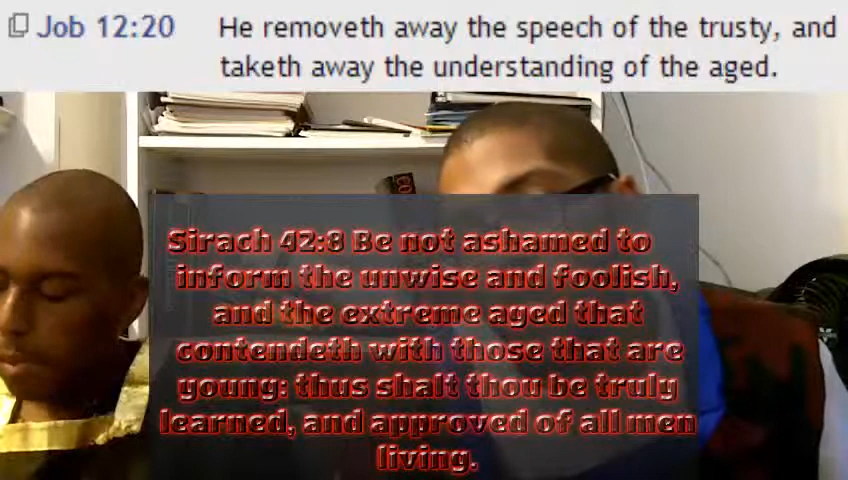 Job 12:20 He removeth away the speech of the trusty, and
taketh away the understanding of the aged.
Sirach 42:8 Be not ashamed to
inform the unwise and foolish,
and the extreme aged that
contendeth with those that are
young: thus shalt thou be truly
learned, and approved of all men
living.